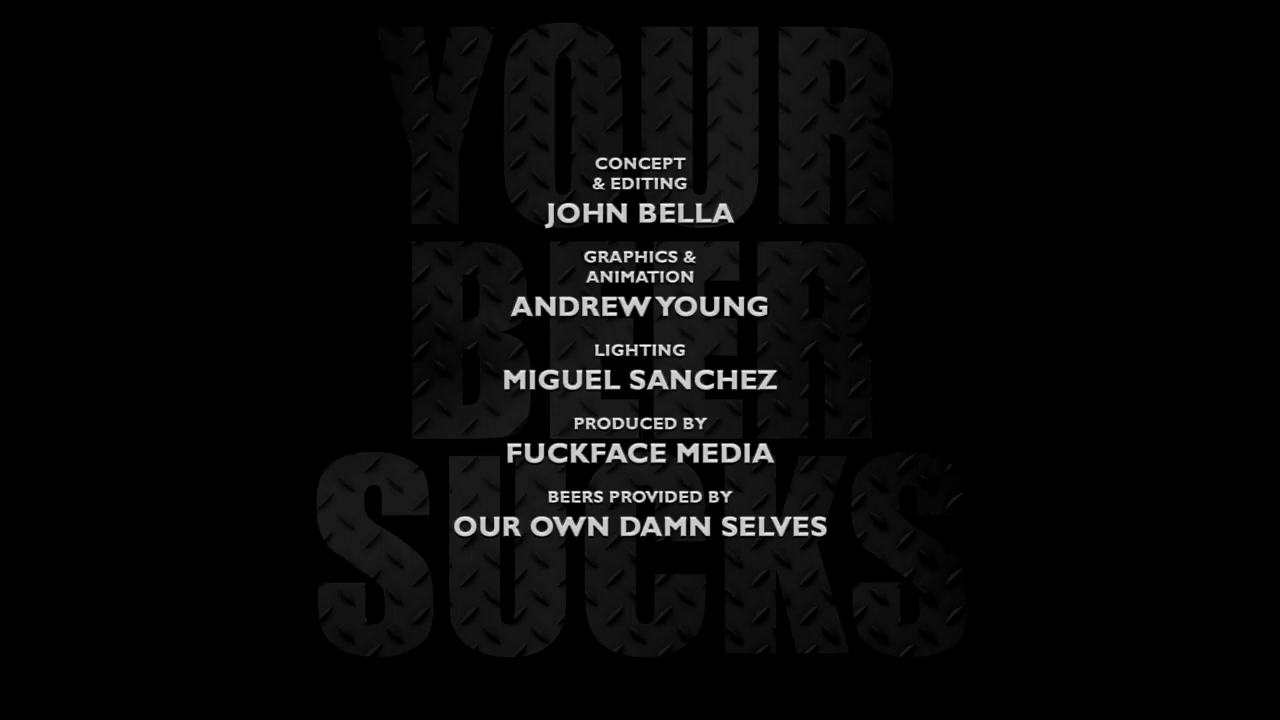 YOUR
BEER
SUCKS
CONCEPT
& EDITING
JOHN BELLA
GRAPHICS &
ANIMATION
ANDREW YOUNG
LIGHTING
MIGUEL SANCHEZ
PRODUCED BY
FUCKFACE MEDIA
BEERS PROVIDED BY
OUR OWN DAMN SELVES